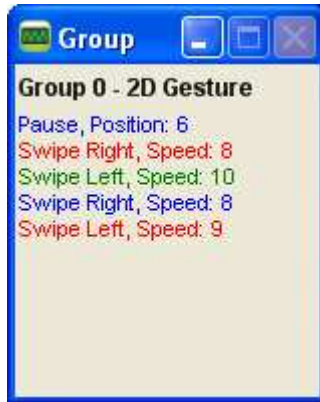 Group
Group 0 - 2D Gesture
Pause, Position: 6
Swipe Right, Speed: 8
Swipe Left, Speed: 10
Swipe Right, Speed: 8
Swipe Left, Speed: 9